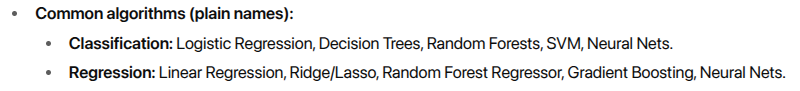 Common algorithms (plain names):
Classification: Logistic Regression, Decision Trees, Random Forests, SVM, Neural Nets.
Regression: Linear Regression, Ridge/Lasso, Random Forest Regressor, Gradient Boosting, Neural Nets.